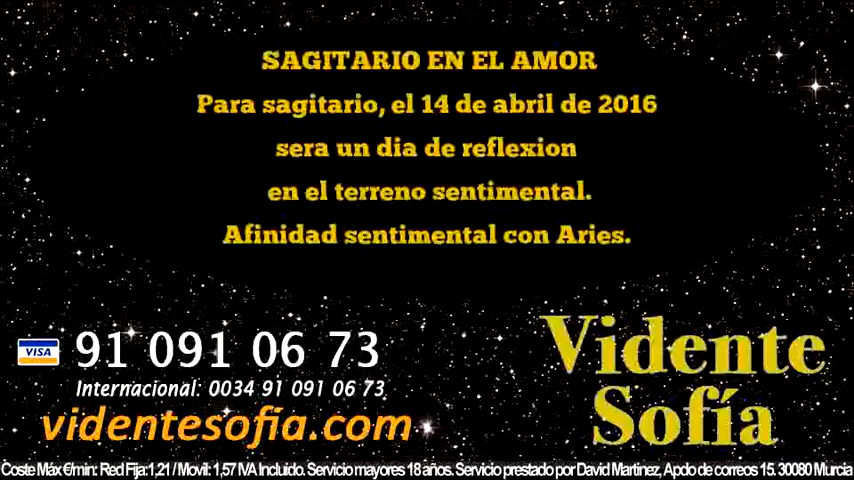 SAGITARIO EN EL AMOR
Para sagitario, el 14 de abril de 2016
sera un dia de reflexion
en el terreno sentimental.
Afinidad sentimental con Aries.
VISA 91 091 06 73
Internacional: 0034 91 091 06 73
videntesofia.com
Vidente
Sofía
Coste Máx €/min: Red Fija:1,21 / Movil: 1,57 IVA Incluido. Servicio mayores 18 años. Servicio prestado por David Martinez, Apdo de correos 15. 30080 Murcia